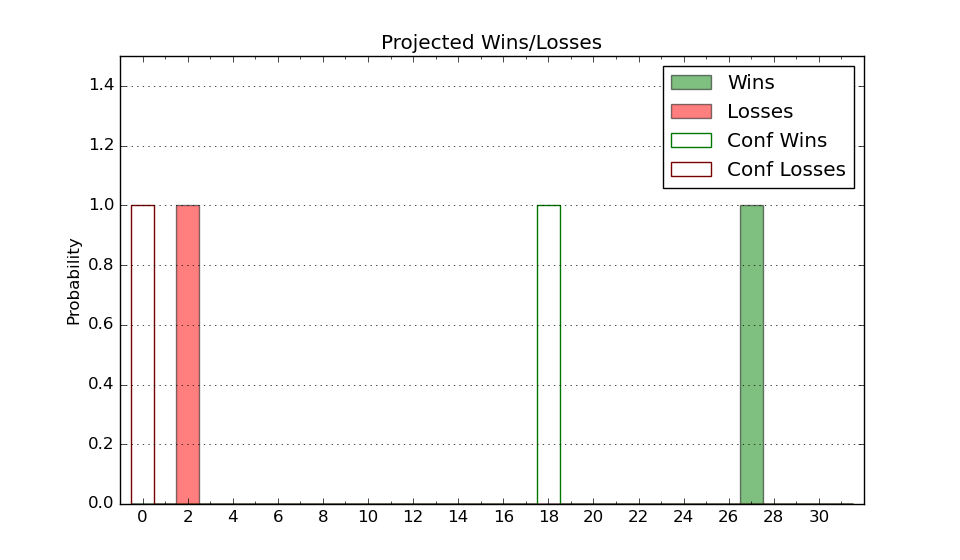 Projected Wins/Losses
Wins
Losses
Conf Wins
Conf Losses
Probability
1.4
1.2
1.0
0.8
0.6
0.4
0.2
0.0
0 2 4 6 8 10 12 14 16 18 20 22 24 26 28 30